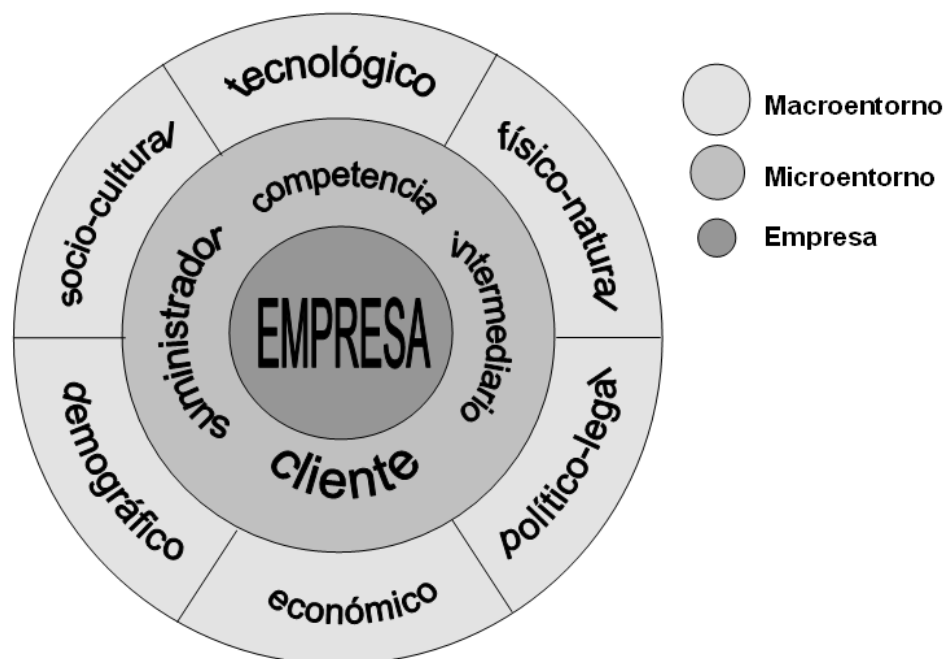 tecnológico
físico-natural
político-legal
económico
demográfico
socio-cultural
competencia
intermediario
cliente
suministrador
EMPRESA
Macroentorno
Microentorno
Empresa